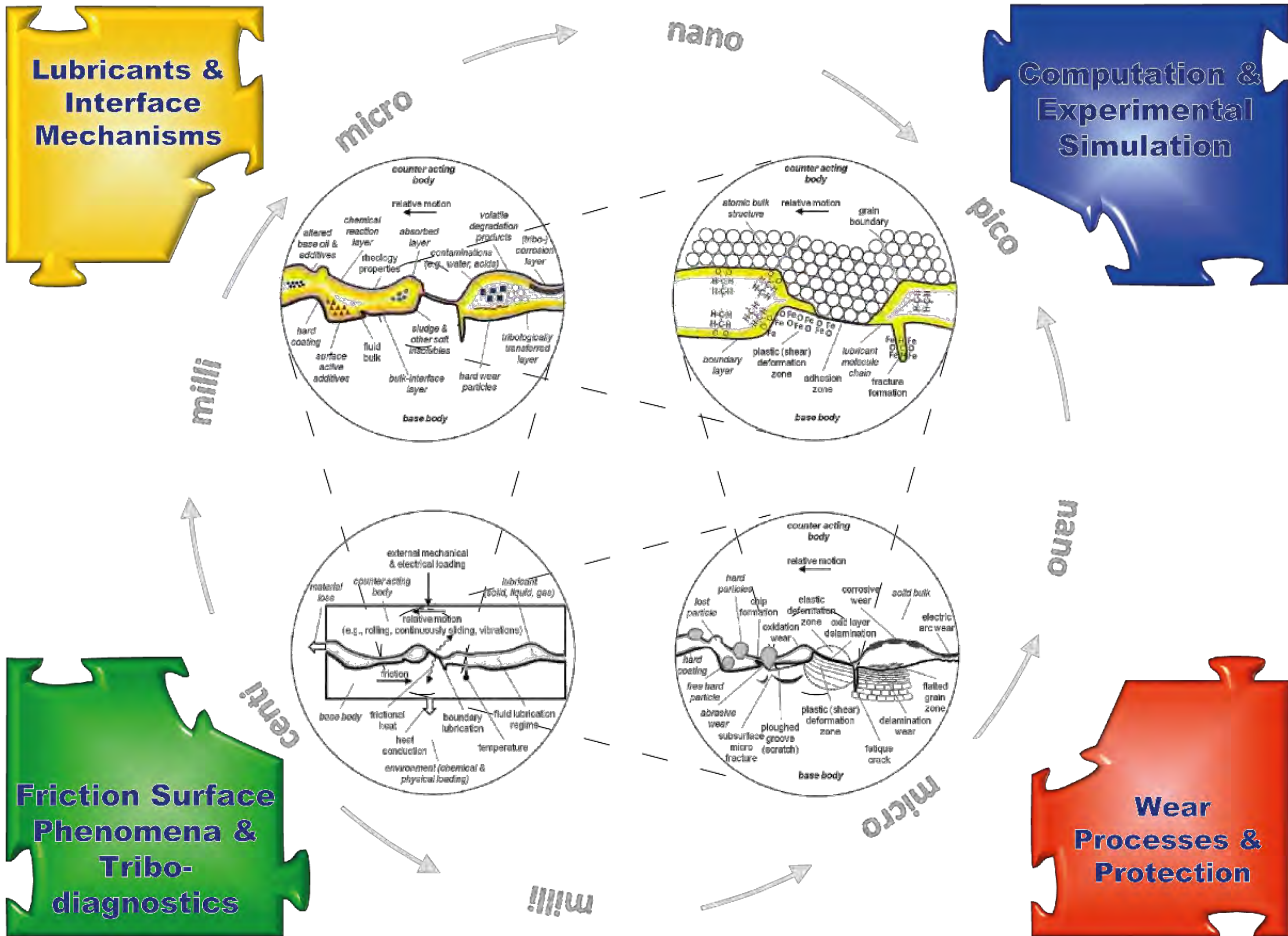 Lubricants &
Interface
Mechanisms
nano
Computation &
Experimental
Simulation
micro
pico
milli
counter acting
body
relative motion
altered
base oil &
additives
chemical
reaction
layer
absorbed
layer
volatile
degradation
products
(tribo-)
corrosion
layer
rheology
properties
contaminations
(e.g., water, acids)
hard
coating
surface
active
additives
fluid
bulk
sludge &
other soft
insolubles
tribologically
transferred
layer
bulk-interface
layer
hard wear
particles
base body
counter acting
body
atomic bulk
structure
relative motion
grain
boundary
H-C-H
H-C-H
H-C-H
H-C-H
Fe
Fe O Fe
boundary
layer
plastic (shear)
deformation
zone
adhesion
zone
lubricant
molecule
chain
fracture
formation
base body
nano
centi
external mechanical
& electrical loading
material
loss
counter acting
body
lubricant
(solid, liquid, gas)
relative motion
(e.g., rolling, continuously sliding, vibrations)
friction
base body
frictional
heat
boundary
lubrication
fluid lubrication
regime
heat
conduction
temperature
environment (chemical &
physical loading)
counter acting
body
relative motion
lost
particle
hard
particles
chip
formation
oxidation
wear
elastic
deformation
zone
corrosive
wear
oxid layer
delamination
solid bulk
electric
arc wear
hard
coating
free hard
particle
abrasive
wear
subsurface
micro
fracture
ploughed
groove
(scratch)
plastic (shear)
deformation
zone
fatique
crack
delamination
wear
flatted
grain
zone
base body
micro
milli
Friction Surface
Phenomena &
Tribo-
diagnostics
Wear
Processes &
Protection